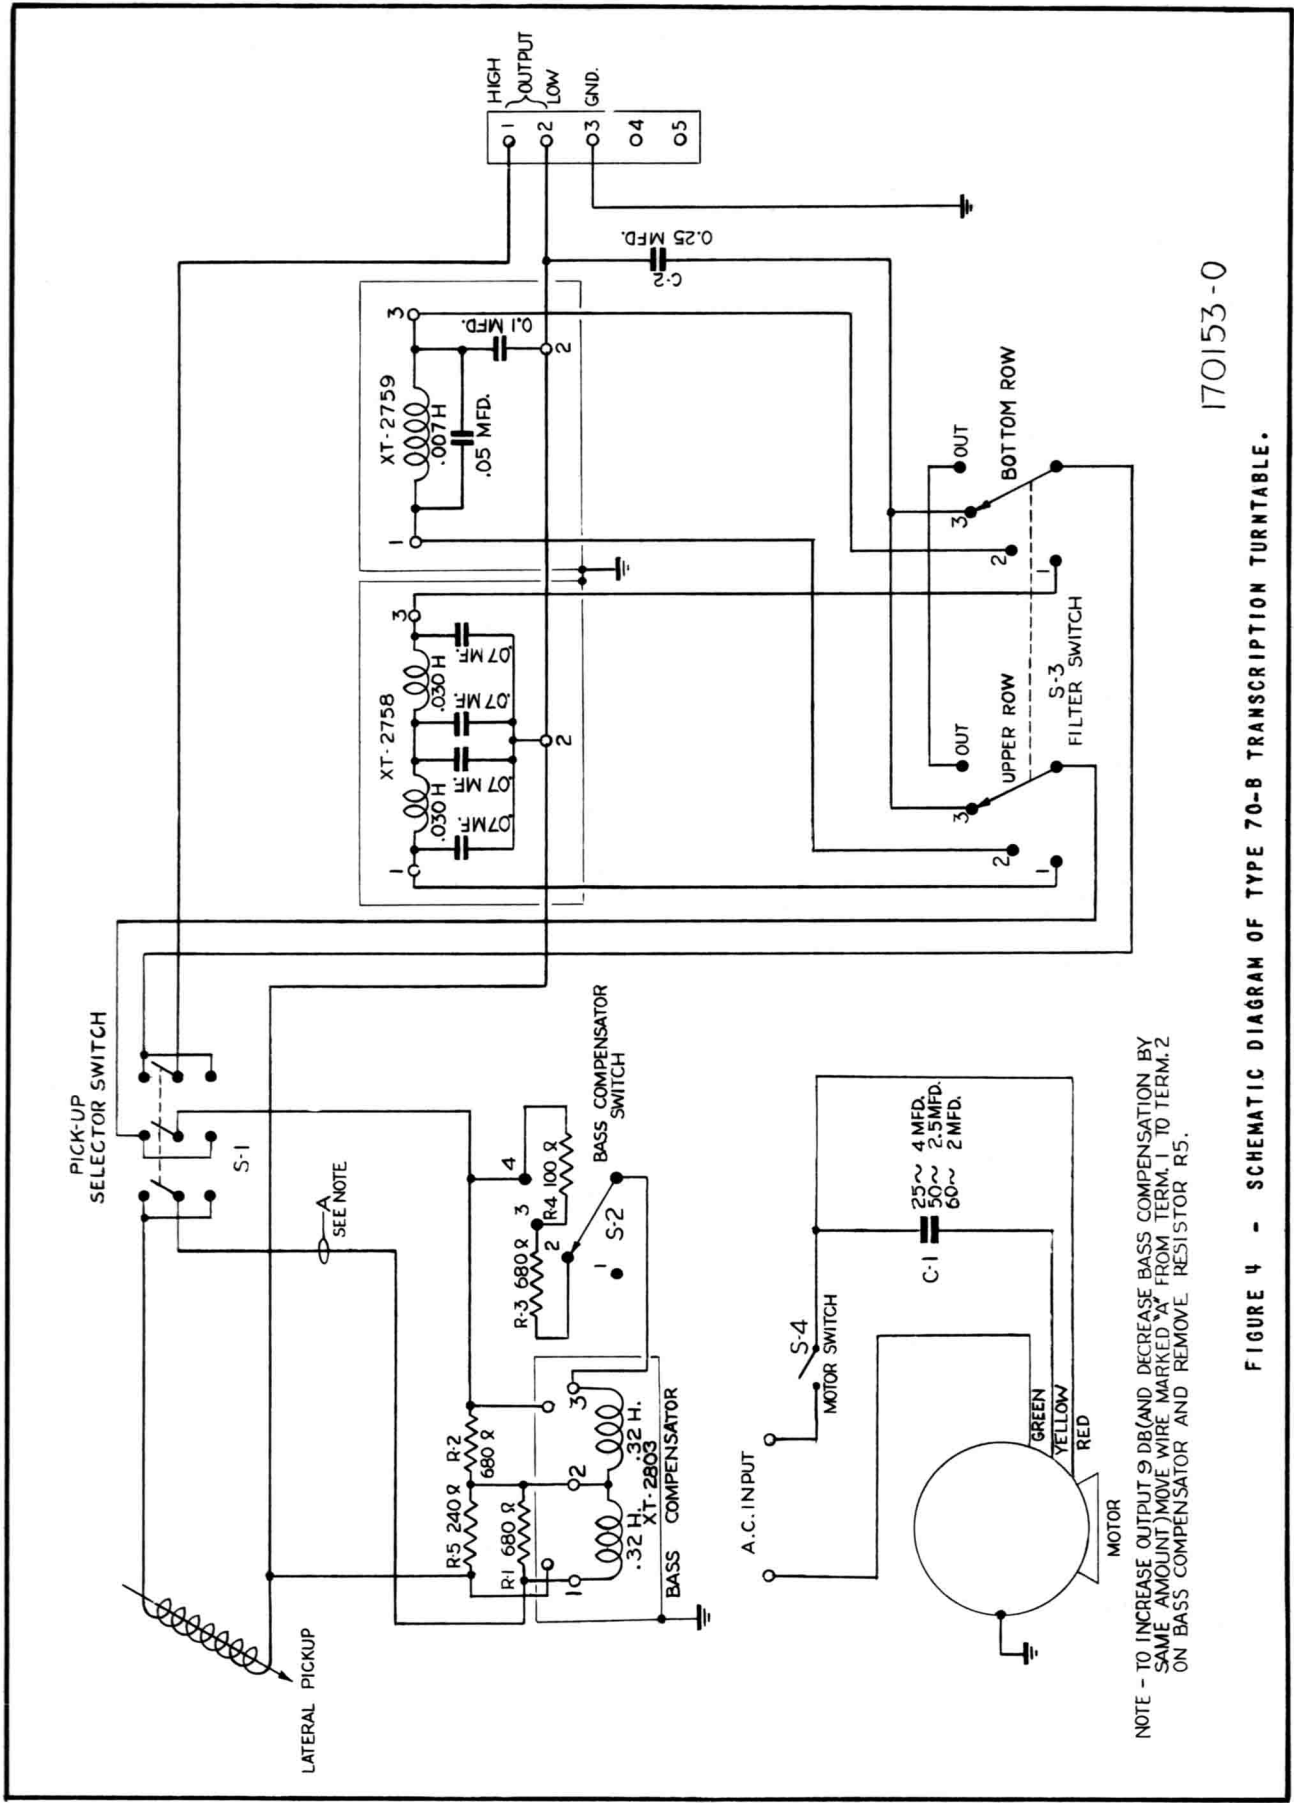 PICK-UP
SELECTOR SWITCH
S-1
A
SEE NOTE
LATERAL PICKUP
HIGH
OUTPUT
LOW
GND.
1
2
3
4
5
XT-2758
1
.030 H
.030 H
3
.07 MF.
.07 MF.
.07 MF.
.07 MF.
2
XT-2759
1
.007 H
.05 MFD.
3
0.1 MFD.
2
C-2
0.25 MFD.
R-5 240 Ω
R-2
680 Ω
R-1
680 Ω
1
2
3
.32 H.
.32 H.
XT-2803
BASS COMPENSATOR
R-3 680 Ω
R-4 100 Ω
1
2
3
4
S-2
BASS COMPENSATOR
SWITCH
UPPER ROW
OUT
3
2
1
S-3
FILTER SWITCH
BOTTOM ROW
OUT
3
2
1
A.C. INPUT
S-4
MOTOR SWITCH
C-1
25~ 4 MFD.
50~ 2.5MFD.
60~ 2 MFD.
GREEN
YELLOW
RED
MOTOR
170153-0
NOTE - TO INCREASE OUTPUT 9 DB(AND DECREASE BASS COMPENSATION BY
SAME AMOUNT)MOVE WIRE MARKED "A" FROM TERM. 1 TO TERM. 2
ON BASS COMPENSATOR AND REMOVE RESISTOR R5.
FIGURE 4 - SCHEMATIC DIAGRAM OF TYPE 70-B TRANSCRIPTION TURNTABLE.